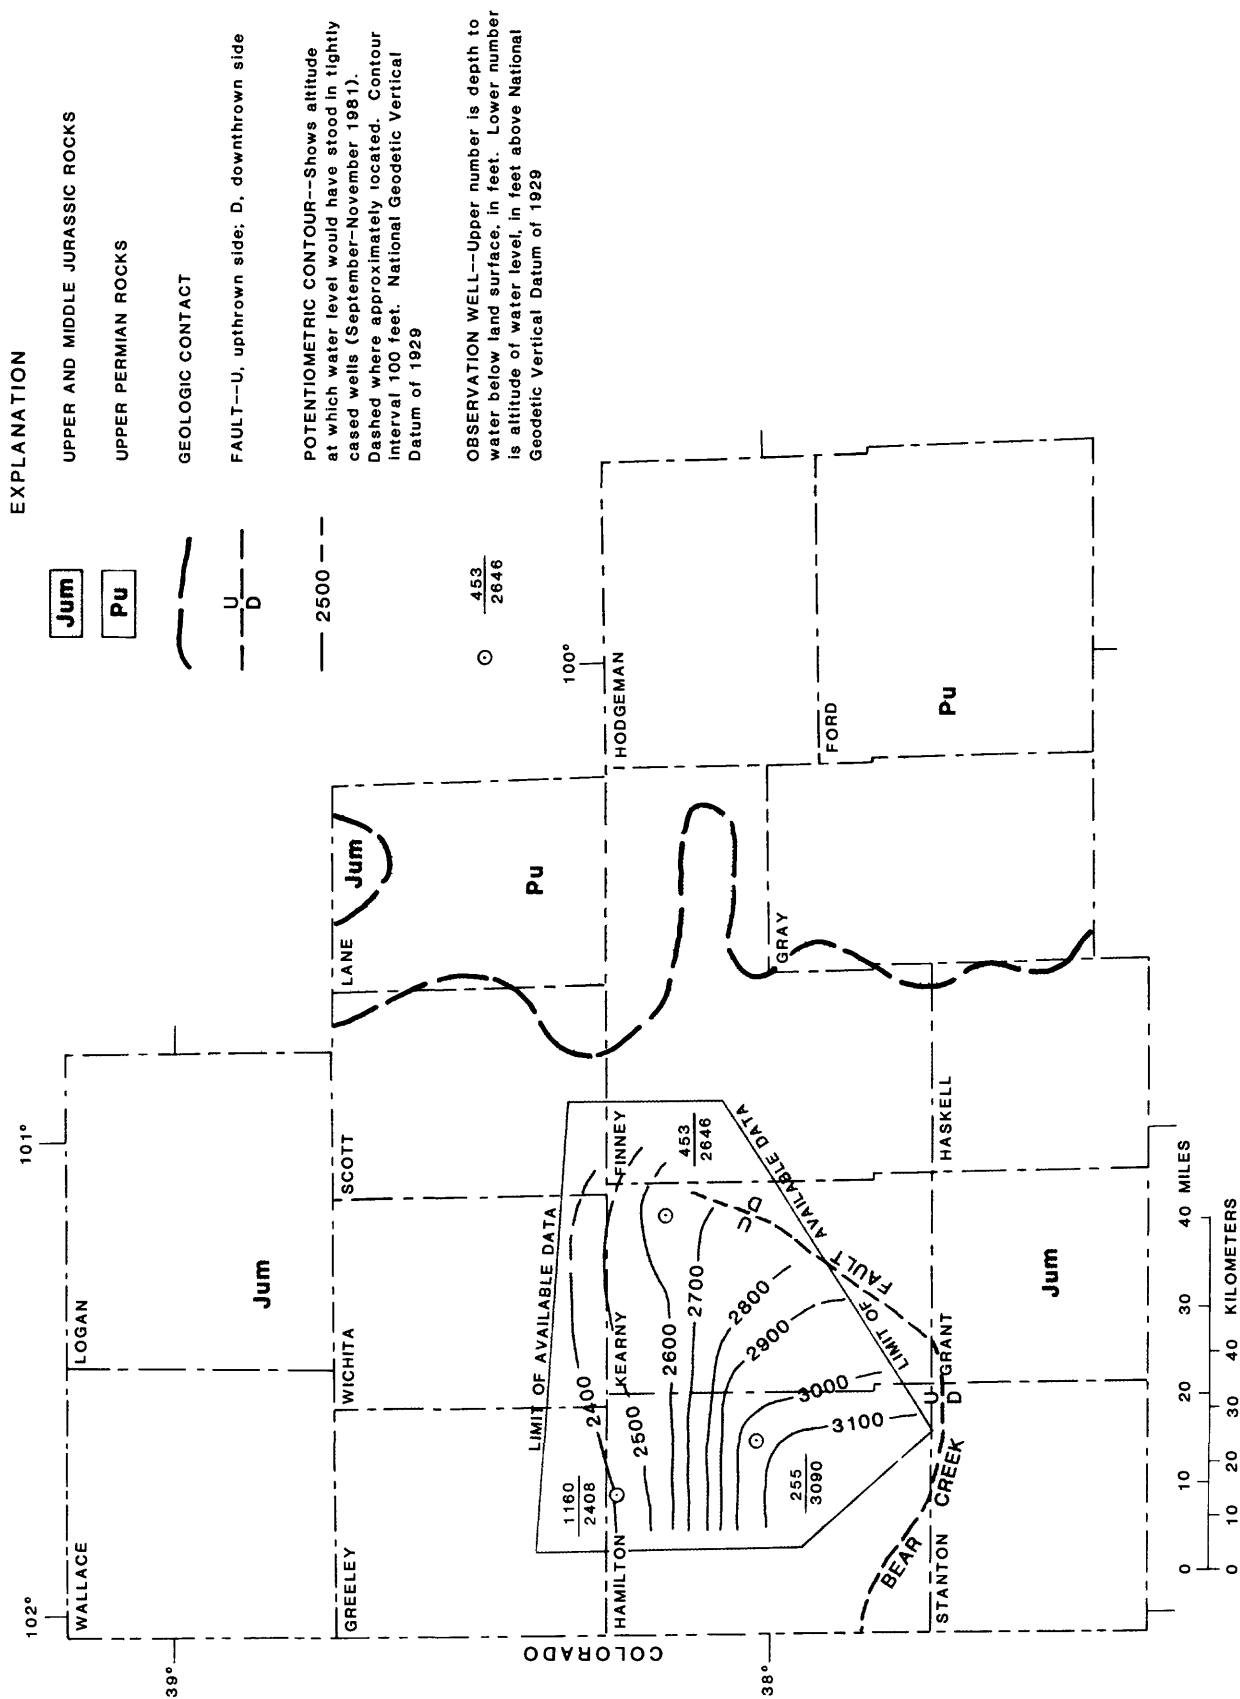 EXPLANATION
Jum
UPPER AND MIDDLE JURASSIC ROCKS
Pu
UPPER PERMIAN ROCKS
GEOLOGIC CONTACT
U
D
FAULT--U, upthrown side; D, downthrown side
2500
POTENTIOMETRIC CONTOUR--Shows altitude
at which water level would have stood in tightly
cased wells (September-November 1981).
Dashed where approximately located. Contour
interval 100 feet. National Geodetic Vertical
Datum of 1929
453
2646
OBSERVATION WELL--Upper number is depth to
water below land surface, in feet. Lower number
is altitude of water level, in feet above National
Geodetic Vertical Datum of 1929
102°
101°
100°
39°
38°
COLORADO
WALLACE
LOGAN
GREELEY
WICHITA
SCOTT
LANE
Jum
Jum
Pu
LIMIT OF AVAILABLE DATA
HAMILTON
KEARNY
FINNEY
HODGEMAN
1160
2408
2400
2500
2600
2700
2800
2900
3000
3100
453
2646
255
3090
U
D
LIMIT OF AVAILABLE DATA
GRAY
FORD
Pu
BEAR CREEK FAULT
U
D
STANTON
GRANT
HASKELL
Jum
0 10 20 30 40 MILES
0 10 20 30 40 KILOMETERS